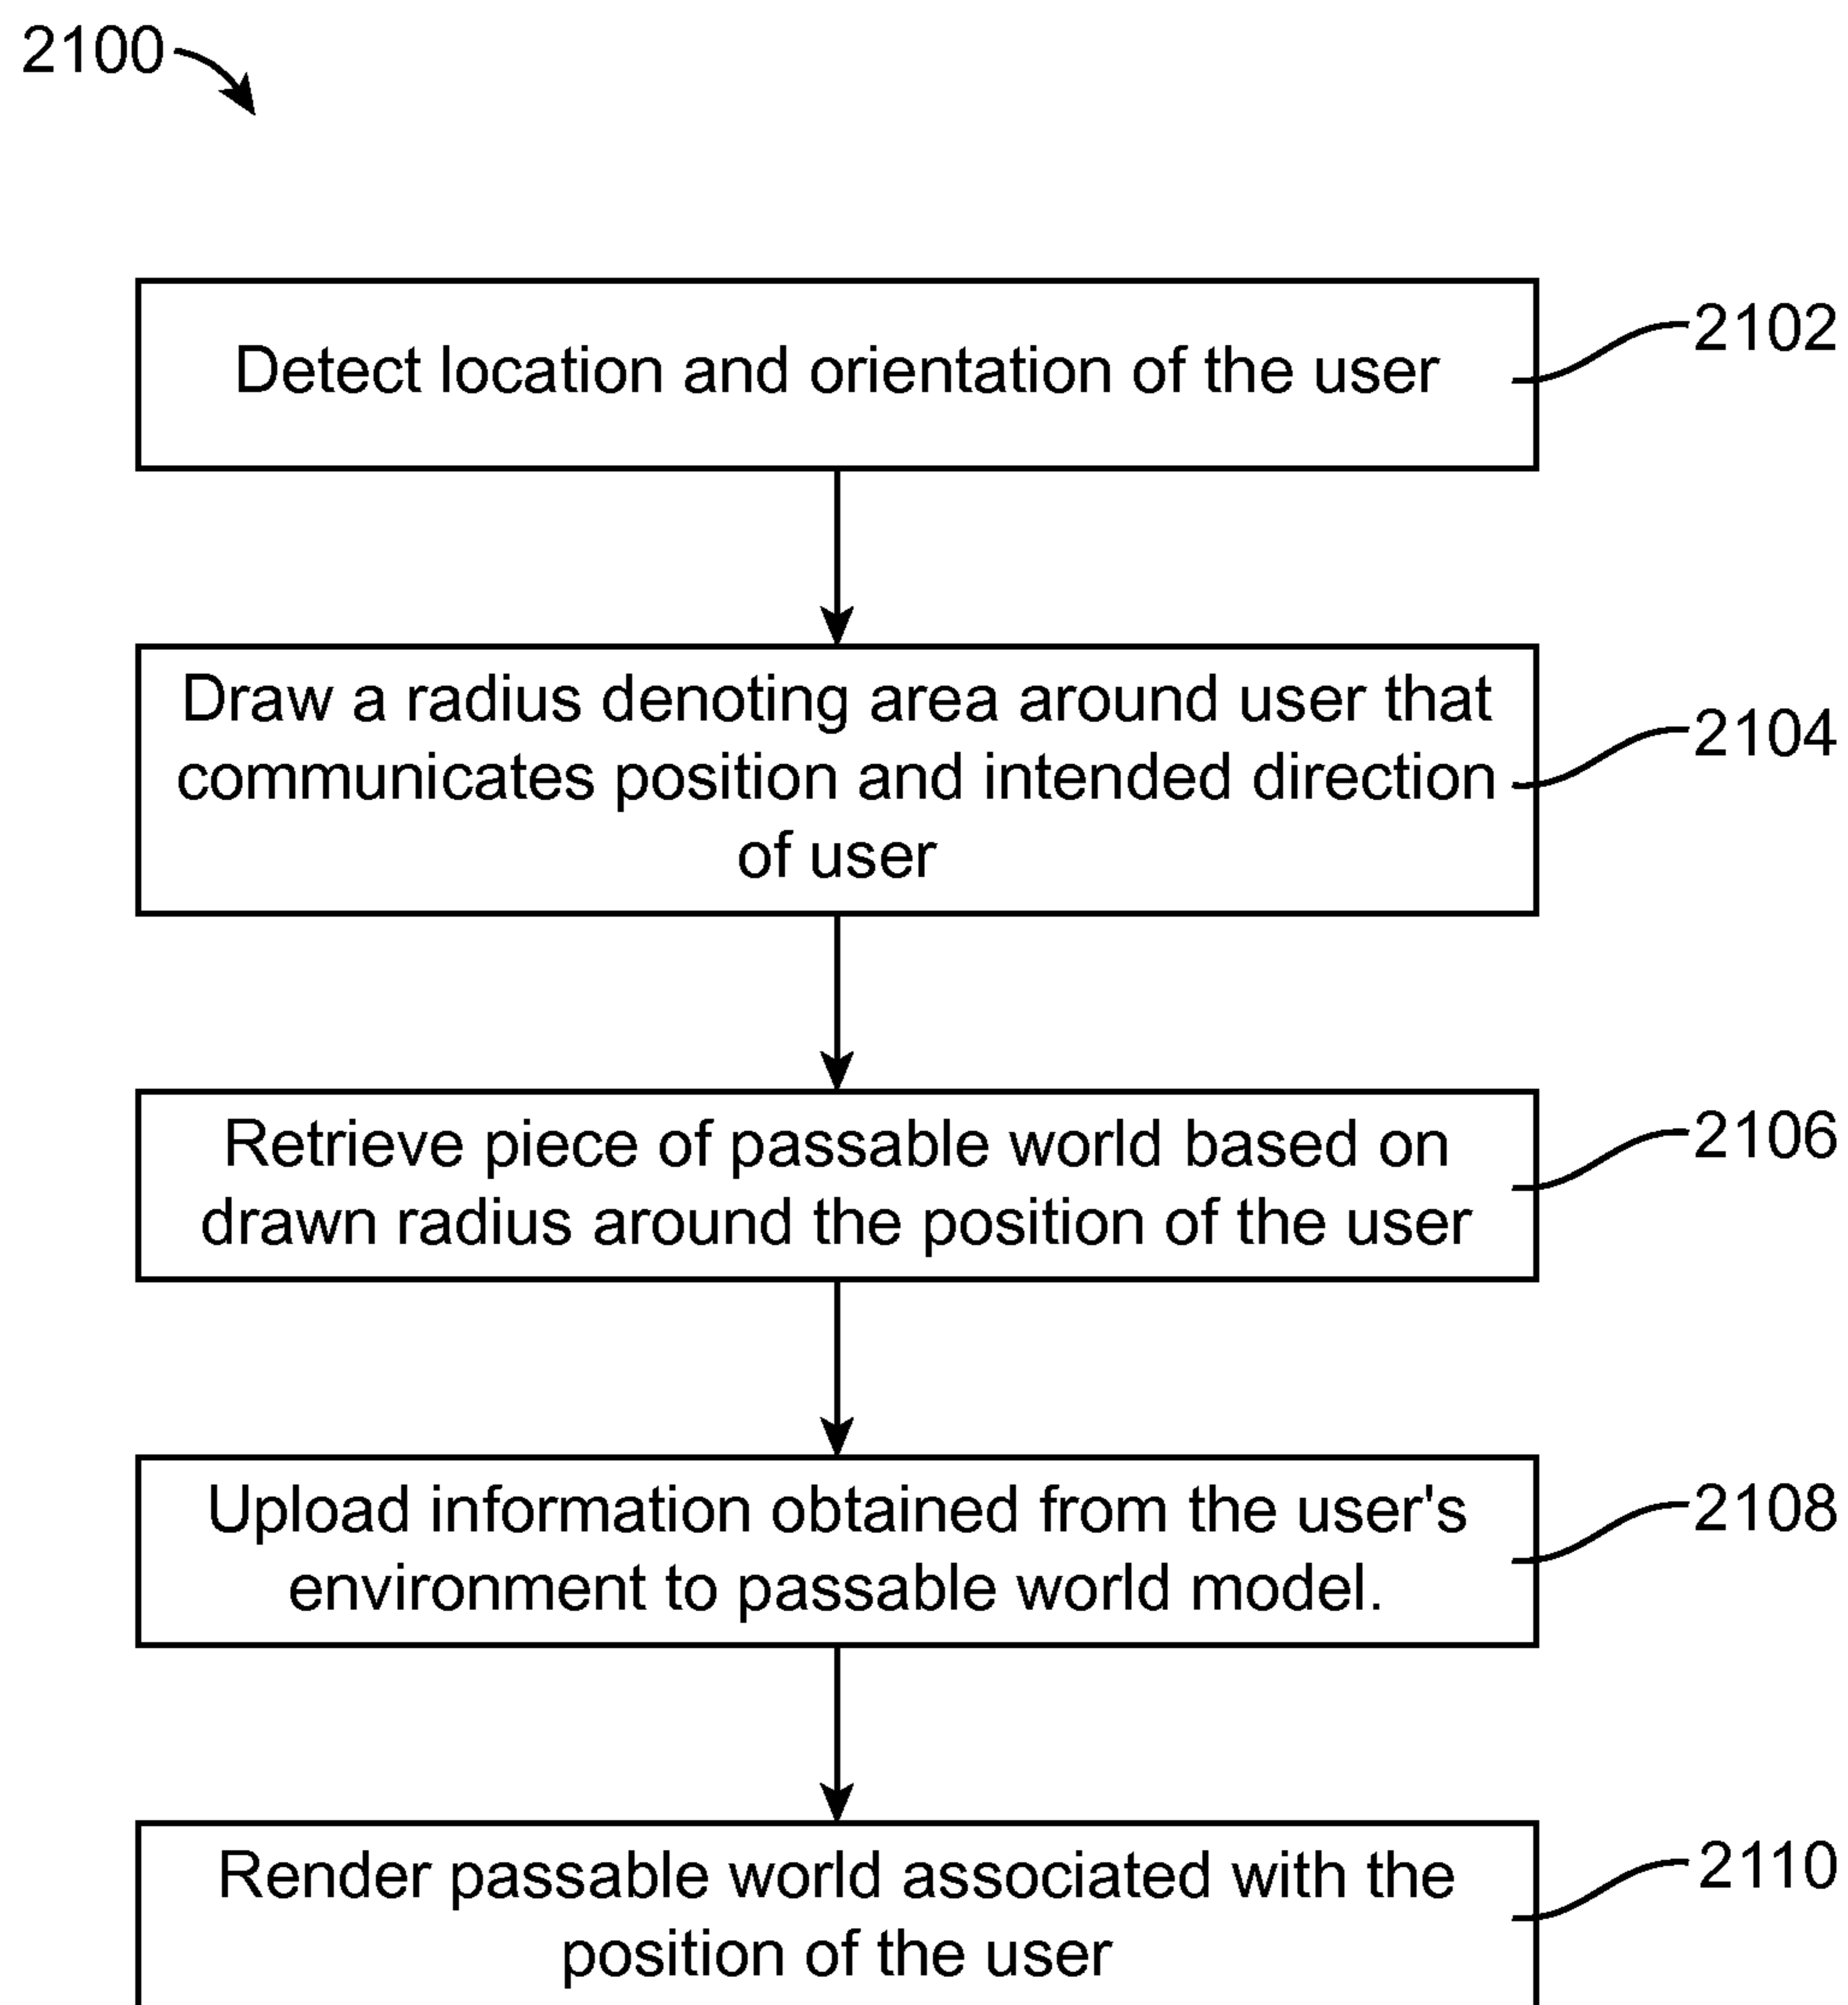 2100
Detect location and orientation of the user
2102
Draw a radius denoting area around user that
communicates position and intended direction
of user
2104
Retrieve piece of passable world based on
drawn radius around the position of the user
2106
Upload information obtained from the user's
environment to passable world model.
2108
Render passable world associated with the
position of the user
2110